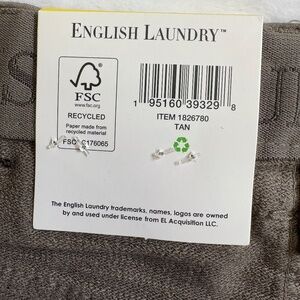 ENGLISH LAUNDRY™
FSC
www.fsc.org
RECYCLED
Paper made from
recycled material
FSC® C176065
1 95160 39329 8
ITEM 1826780
TAN
The English Laundry trademarks, names, logos are owned
by and used under license from EL Acquisition LLC.